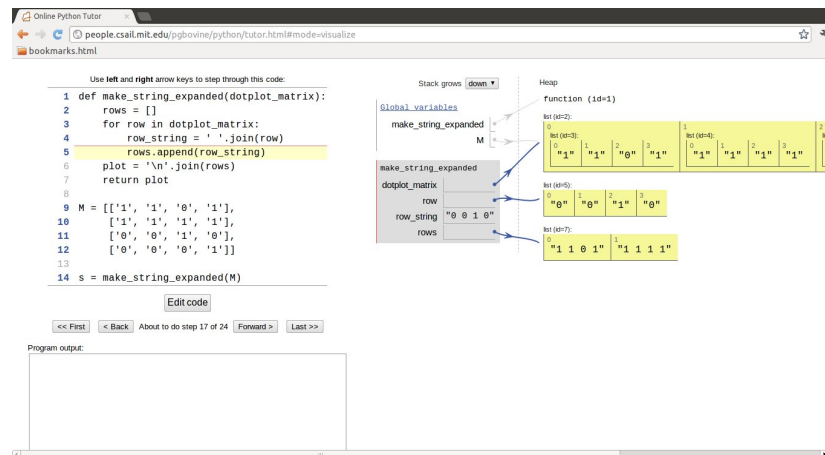 Online Python Tutor
people.csail.mit.edu/pgbovine/python/tutor.html#mode=visualize
bookmarks.html
Use left and right arrow keys to step through this code:
1 def make_string_expanded(dotplot_matrix):
2 rows = []
3 for row in dotplot_matrix:
4 row_string = ' '.join(row)
5 rows.append(row_string)
6 plot = '\n'.join(rows)
7 return plot
8
9 M = [['1', '1', '0', '1'],
10 ['1', '1', '1', '1'],
11 ['0', '0', '1', '0'],
12 ['0', '0', '0', '1']]
13
14 s = make_string_expanded(M)
Edit code
<< First < Back About to do step 17 of 24 Forward > Last >>
Program output:
Stack grows down
Global variables
make_string_expanded
M
make_string_expanded
dotplot_matrix
row
row_string "0 0 1 0"
rows
Heap
function (id=1)
list (id=2):
0 1 2
list (id=3): list (id=4):
0 1 2 3 0 1 2 3
"1" "1" "0" "1" "1" "1" "1" "1"
list (id=5):
0 1 2 3
"0" "0" "1" "0"
list (id=7):
0 1
"1 1 0 1" "1 1 1 1"